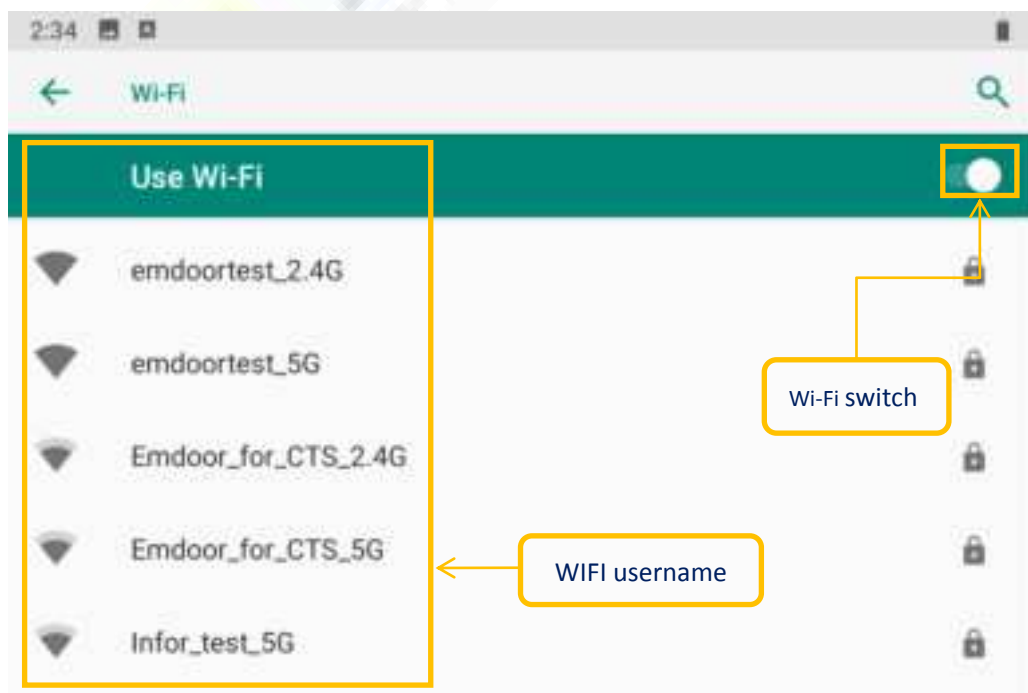 2:34
Wi-Fi
Use Wi-Fi
emdoortest_2.4G
emdoortest_5G
Wi-Fi switch
Emdoor_for_CTS_2.4G
Emdoor_for_CTS_5G
WIFI username
Infor_test_5G